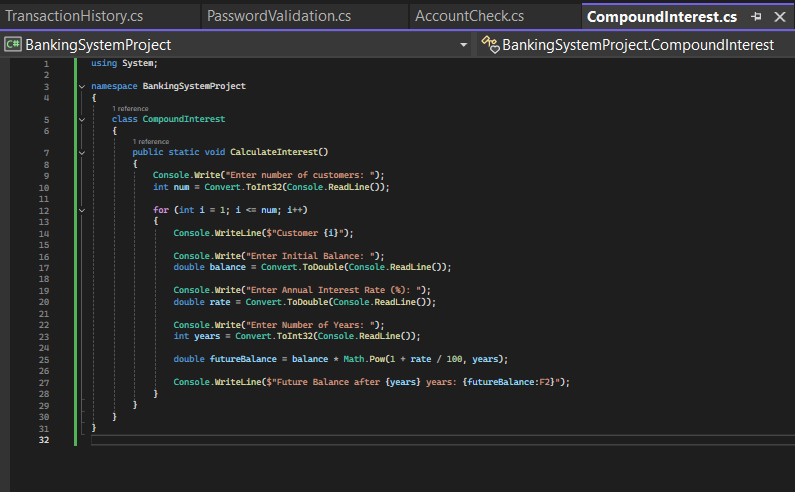 TransactionHistory.cs PasswordValidation.cs AccountCheck.cs CompoundInterest.cs
C# BankingSystemProject BankingSystemProject.CompoundInterest
1 using System;
2
3 namespace BankingSystemProject
4 {
1 reference
5 class CompoundInterest
6 {
1 reference
7 public static void CalculateInterest()
8 {
9 Console.Write("Enter number of customers: ");
10 int num = Convert.ToInt32(Console.ReadLine());
11
12 for (int i = 1; i <= num; i++)
13 {
14 Console.WriteLine($"Customer {i}");
15
16 Console.Write("Enter Initial Balance: ");
17 double balance = Convert.ToDouble(Console.ReadLine());
18
19 Console.Write("Enter Annual Interest Rate (%): ");
20 double rate = Convert.ToDouble(Console.ReadLine());
21
22 Console.Write("Enter Number of Years: ");
23 int years = Convert.ToInt32(Console.ReadLine());
24
25 double futureBalance = balance * Math.Pow(1 + rate / 100, years);
26
27 Console.WriteLine($"Future Balance after {years} years: {futureBalance:F2}");
28 }
29 }
30 }
31 }
32